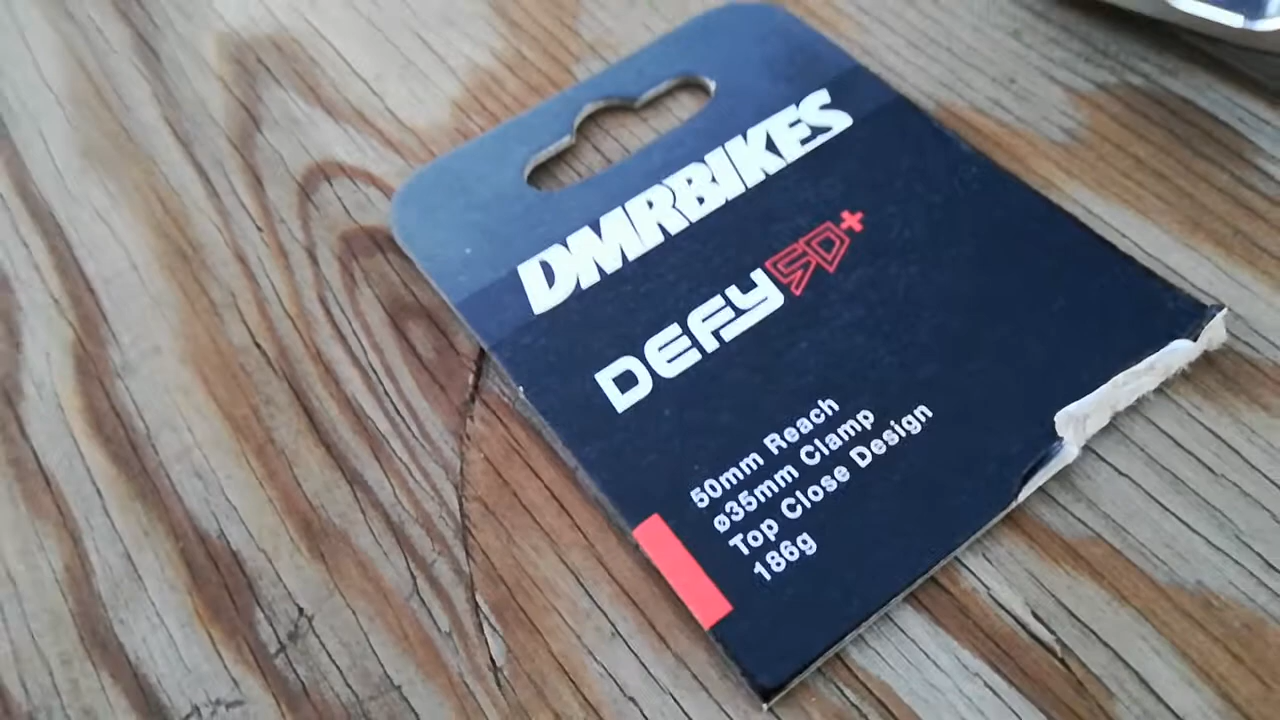 DMRBIKES
DEFY50+
50mm Reach
ø35mm Clamp
Top Close Design
186g